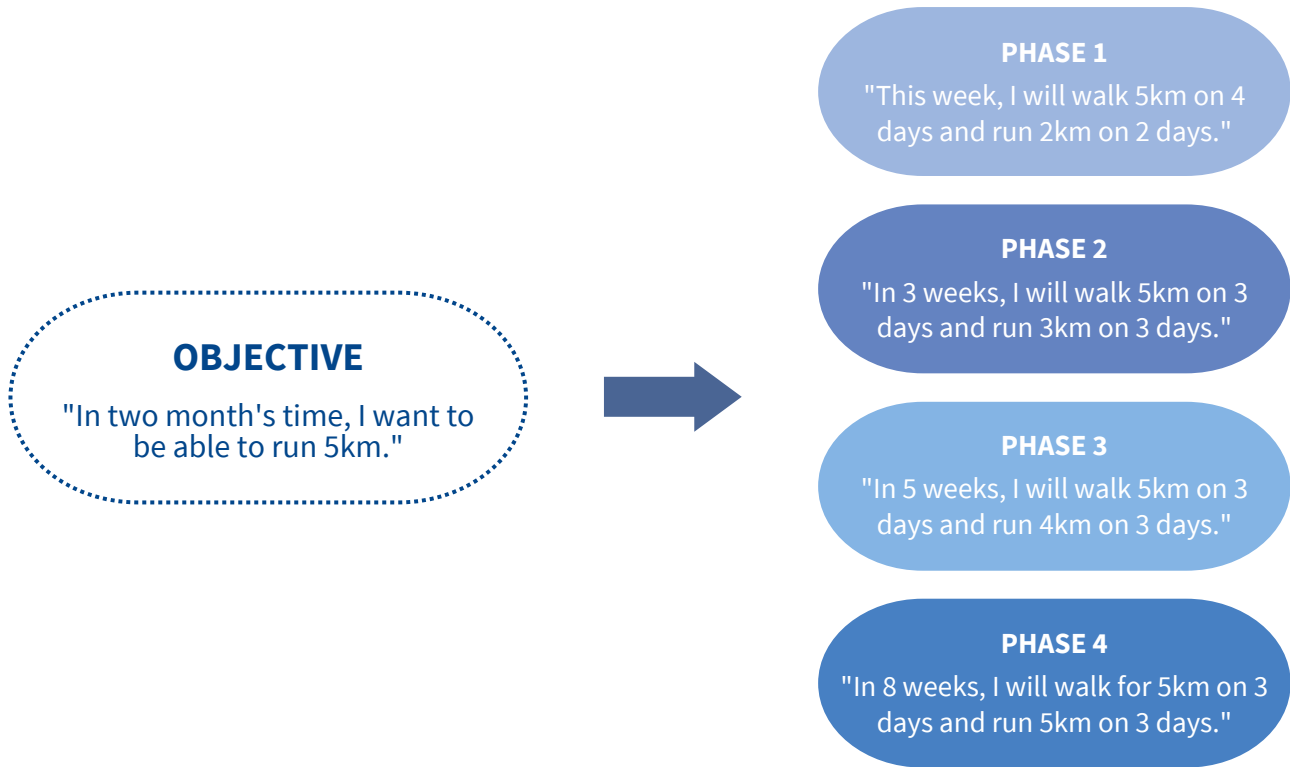 OBJECTIVE
"In two month's time, I want to
be able to run 5km."
PHASE 1
"This week, I will walk 5km on 4
days and run 2km on 2 days."
PHASE 2
"In 3 weeks, I will walk 5km on 3
days and run 3km on 3 days."
PHASE 3
"In 5 weeks, I will walk 5km on 3
days and run 4km on 3 days."
PHASE 4
"In 8 weeks, I will walk for 5km on 3
days and run 5km on 3 days."